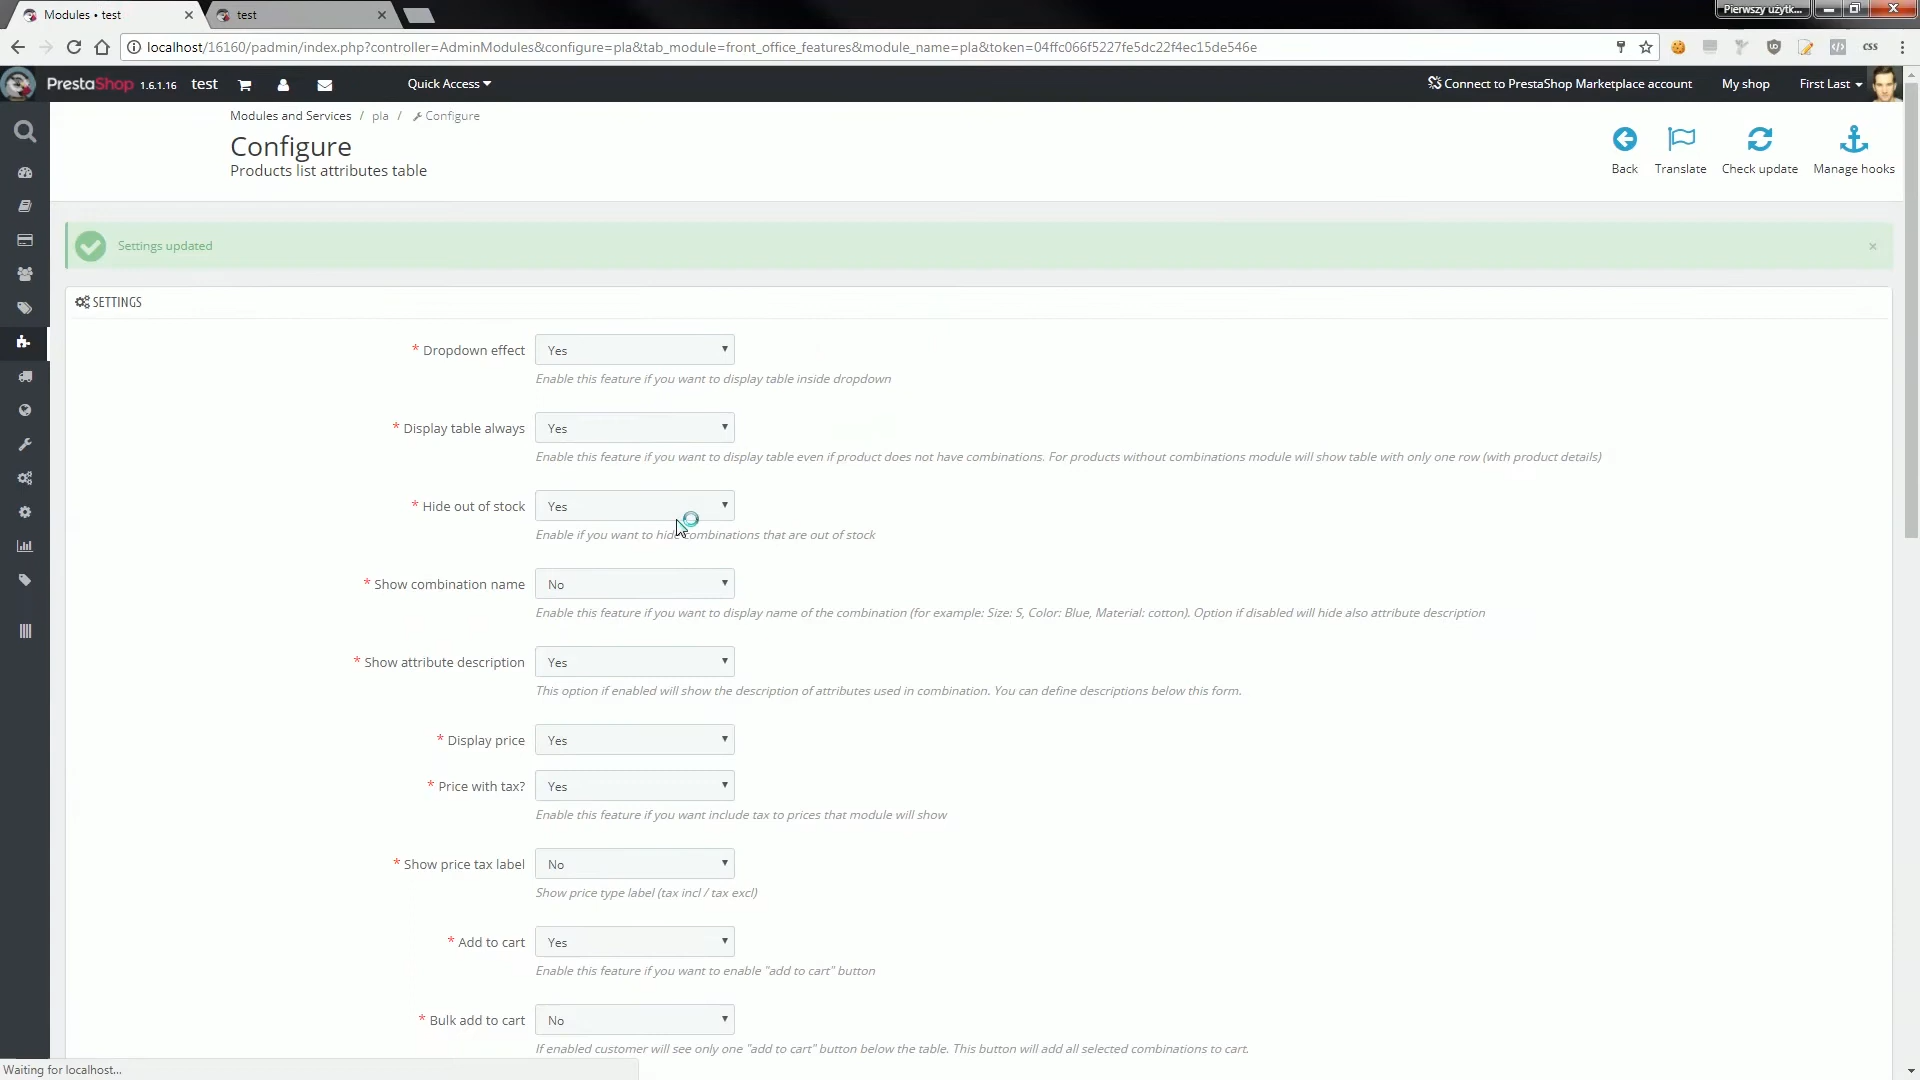 Modules • test
test
Pierwszy użytk...
localhost/16160/padmin/index.php?controller=AdminModules&configure=pla&tab_module=front_office_features&module_name=pla&token=04ffc066f5227fe5dc22f4ec15de546e
css
PrestaShop 1.6.1.16 test
Quick Access
Connect to PrestaShop Marketplace account
My shop
First Last
Modules and Services / pla / Configure
Configure
Products list attributes table
Back
Translate
Check update
Manage hooks
Settings updated
×
SETTINGS
* Dropdown effect Yes
Enable this feature if you want to display table inside dropdown
* Display table always Yes
Enable this feature if you want to display table even if product does not have combinations. For products without combinations module will show table with only one row (with product details)
* Hide out of stock Yes
Enable if you want to hide combinations that are out of stock
* Show combination name No
Enable this feature if you want to display name of the combination (for example: Size: S, Color: Blue, Material: cotton). Option if disabled will hide also attribute description
* Show attribute description Yes
This option if enabled will show the description of attributes used in combination. You can define descriptions below this form.
* Display price Yes
* Price with tax? Yes
Enable this feature if you want include tax to prices that module will show
* Show price tax label No
Show price type label (tax incl / tax excl)
* Add to cart Yes
Enable this feature if you want to enable "add to cart" button
* Bulk add to cart No
If enabled customer will see only one "add to cart" button below the table. This button will add all selected combinations to cart.
Waiting for localhost...